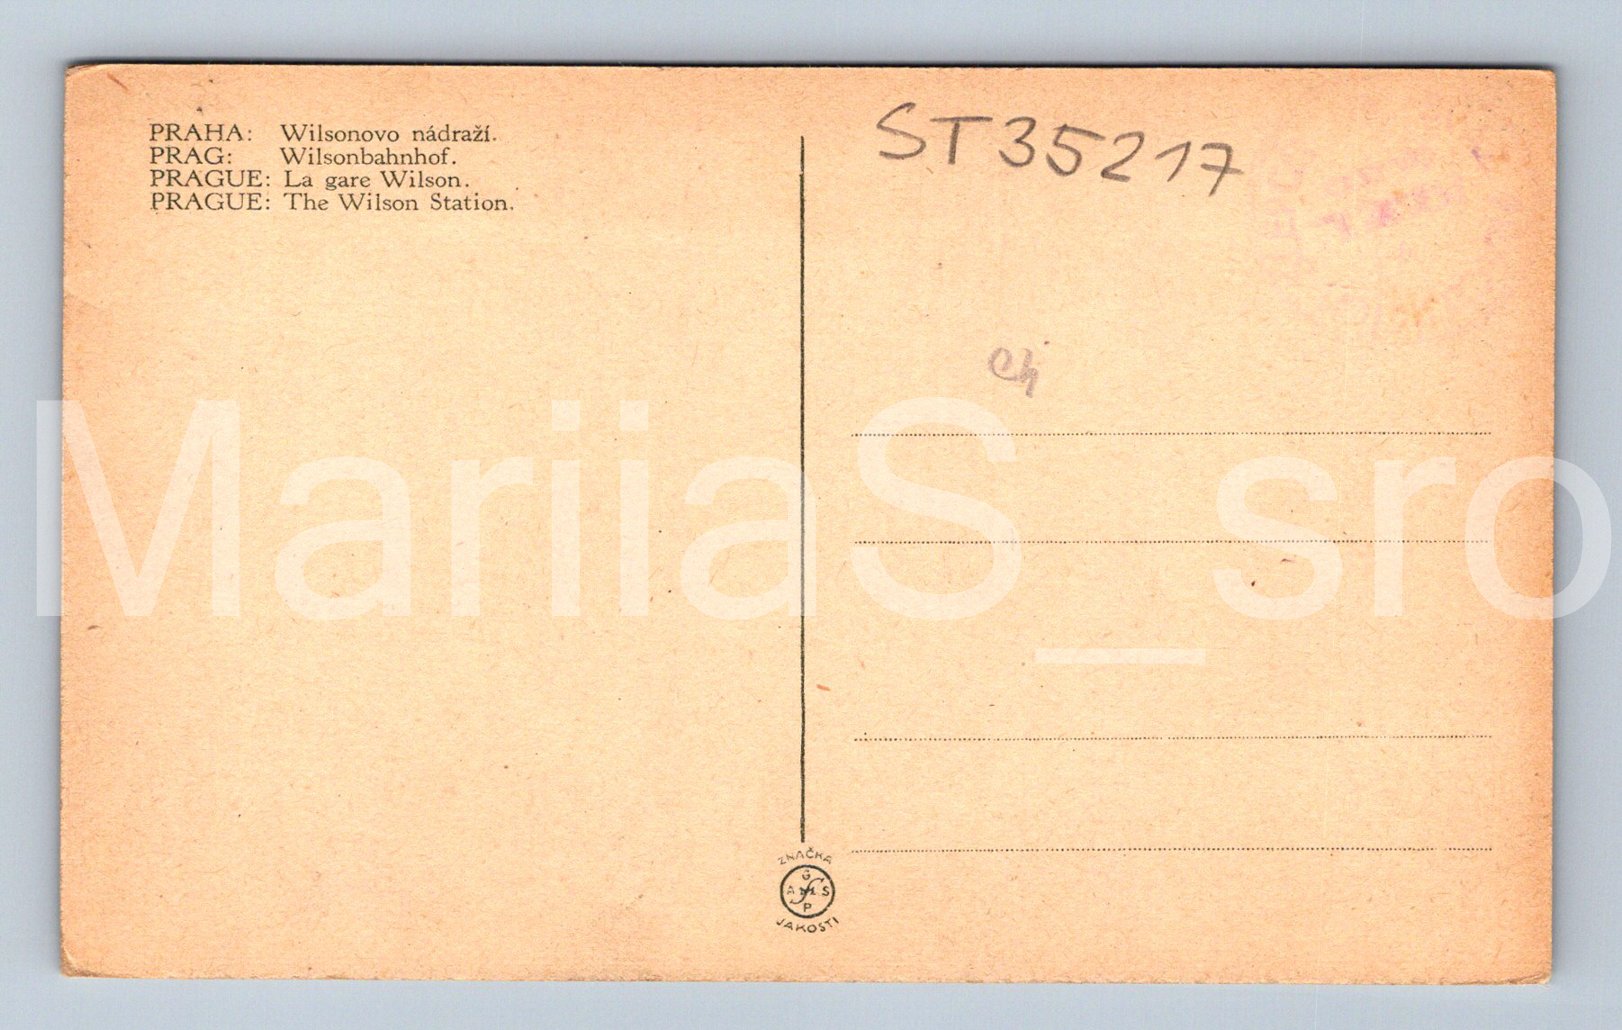 PRAHA: Wilsonovo nádraží.
PRAG: Wilsonbahnhof.
PRAGUE: La gare Wilson.
PRAGUE: The Wilson Station.
ST35217
MariiaS_sro
ZNAČKA
G
A S
P
JAKOSTI